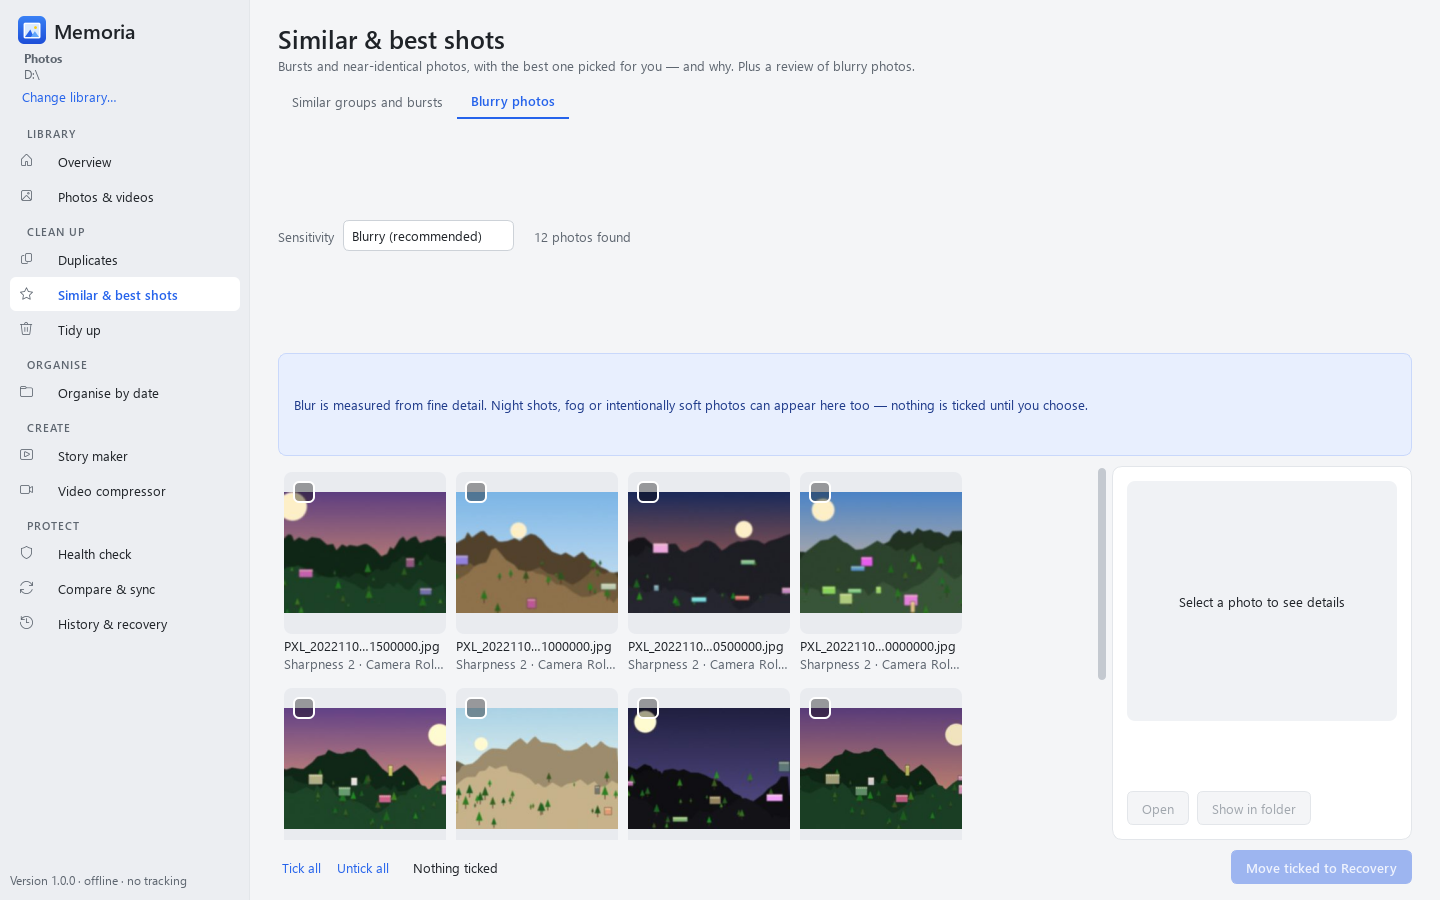 Memoria
Photos
D:\
Change library...
LIBRARY
Overview
Photos & videos
CLEAN UP
Duplicates
Similar & best shots
Tidy up
ORGANISE
Organise by date
CREATE
Story maker
Video compressor
PROTECT
Health check
Compare & sync
History & recovery
Version 1.0.0 · offline · no tracking
Similar & best shots
Bursts and near-identical photos, with the best one picked for you — and why. Plus a review of blurry photos.
Similar groups and bursts
Blurry photos
Sensitivity
Blurry (recommended)
12 photos found
Blur is measured from fine detail. Night shots, fog or intentionally soft photos can appear here too — nothing is ticked until you choose.
PXL_2022110...1500000.jpg
Sharpness 2 · Camera Rol...
PXL_2022110...1000000.jpg
Sharpness 2 · Camera Rol...
PXL_2022110...0500000.jpg
Sharpness 2 · Camera Rol...
PXL_2022110...0000000.jpg
Sharpness 2 · Camera Rol...
Select a photo to see details
Open
Show in folder
Tick all
Untick all
Nothing ticked
Move ticked to Recovery